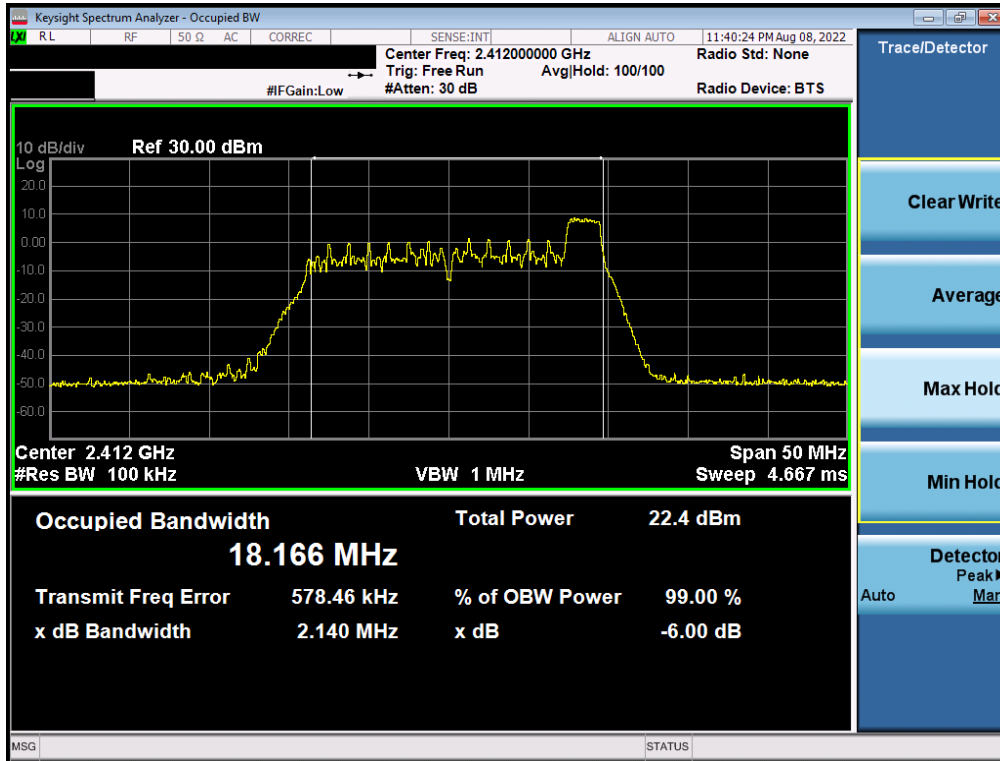 Keysight Spectrum Analyzer - Occupied BW
LXI RL RF 50 Ω AC CORREC SENSE:INT ALIGN AUTO 11:40:24 PM Aug 08, 2022
Center Freq: 2.412000000 GHz Radio Std: None
Trig: Free Run Avg|Hold: 100/100
#IFGain:Low #Atten: 30 dB Radio Device: BTS
10 dB/div Ref 30.00 dBm
Log
20.0
10.0
0.00
-10.0
-20.0
-30.0
-40.0
-50.0
-60.0
Center 2.412 GHz Span 50 MHz
#Res BW 100 kHz VBW 1 MHz Sweep 4.667 ms
Occupied Bandwidth Total Power 22.4 dBm
18.166 MHz
Transmit Freq Error 578.46 kHz % of OBW Power 99.00 %
x dB Bandwidth 2.140 MHz x dB -6.00 dB
MSG STATUS
Trace/Detector
Clear Write
Average
Max Hold
Min Hold
Detector
Peak
Auto Man